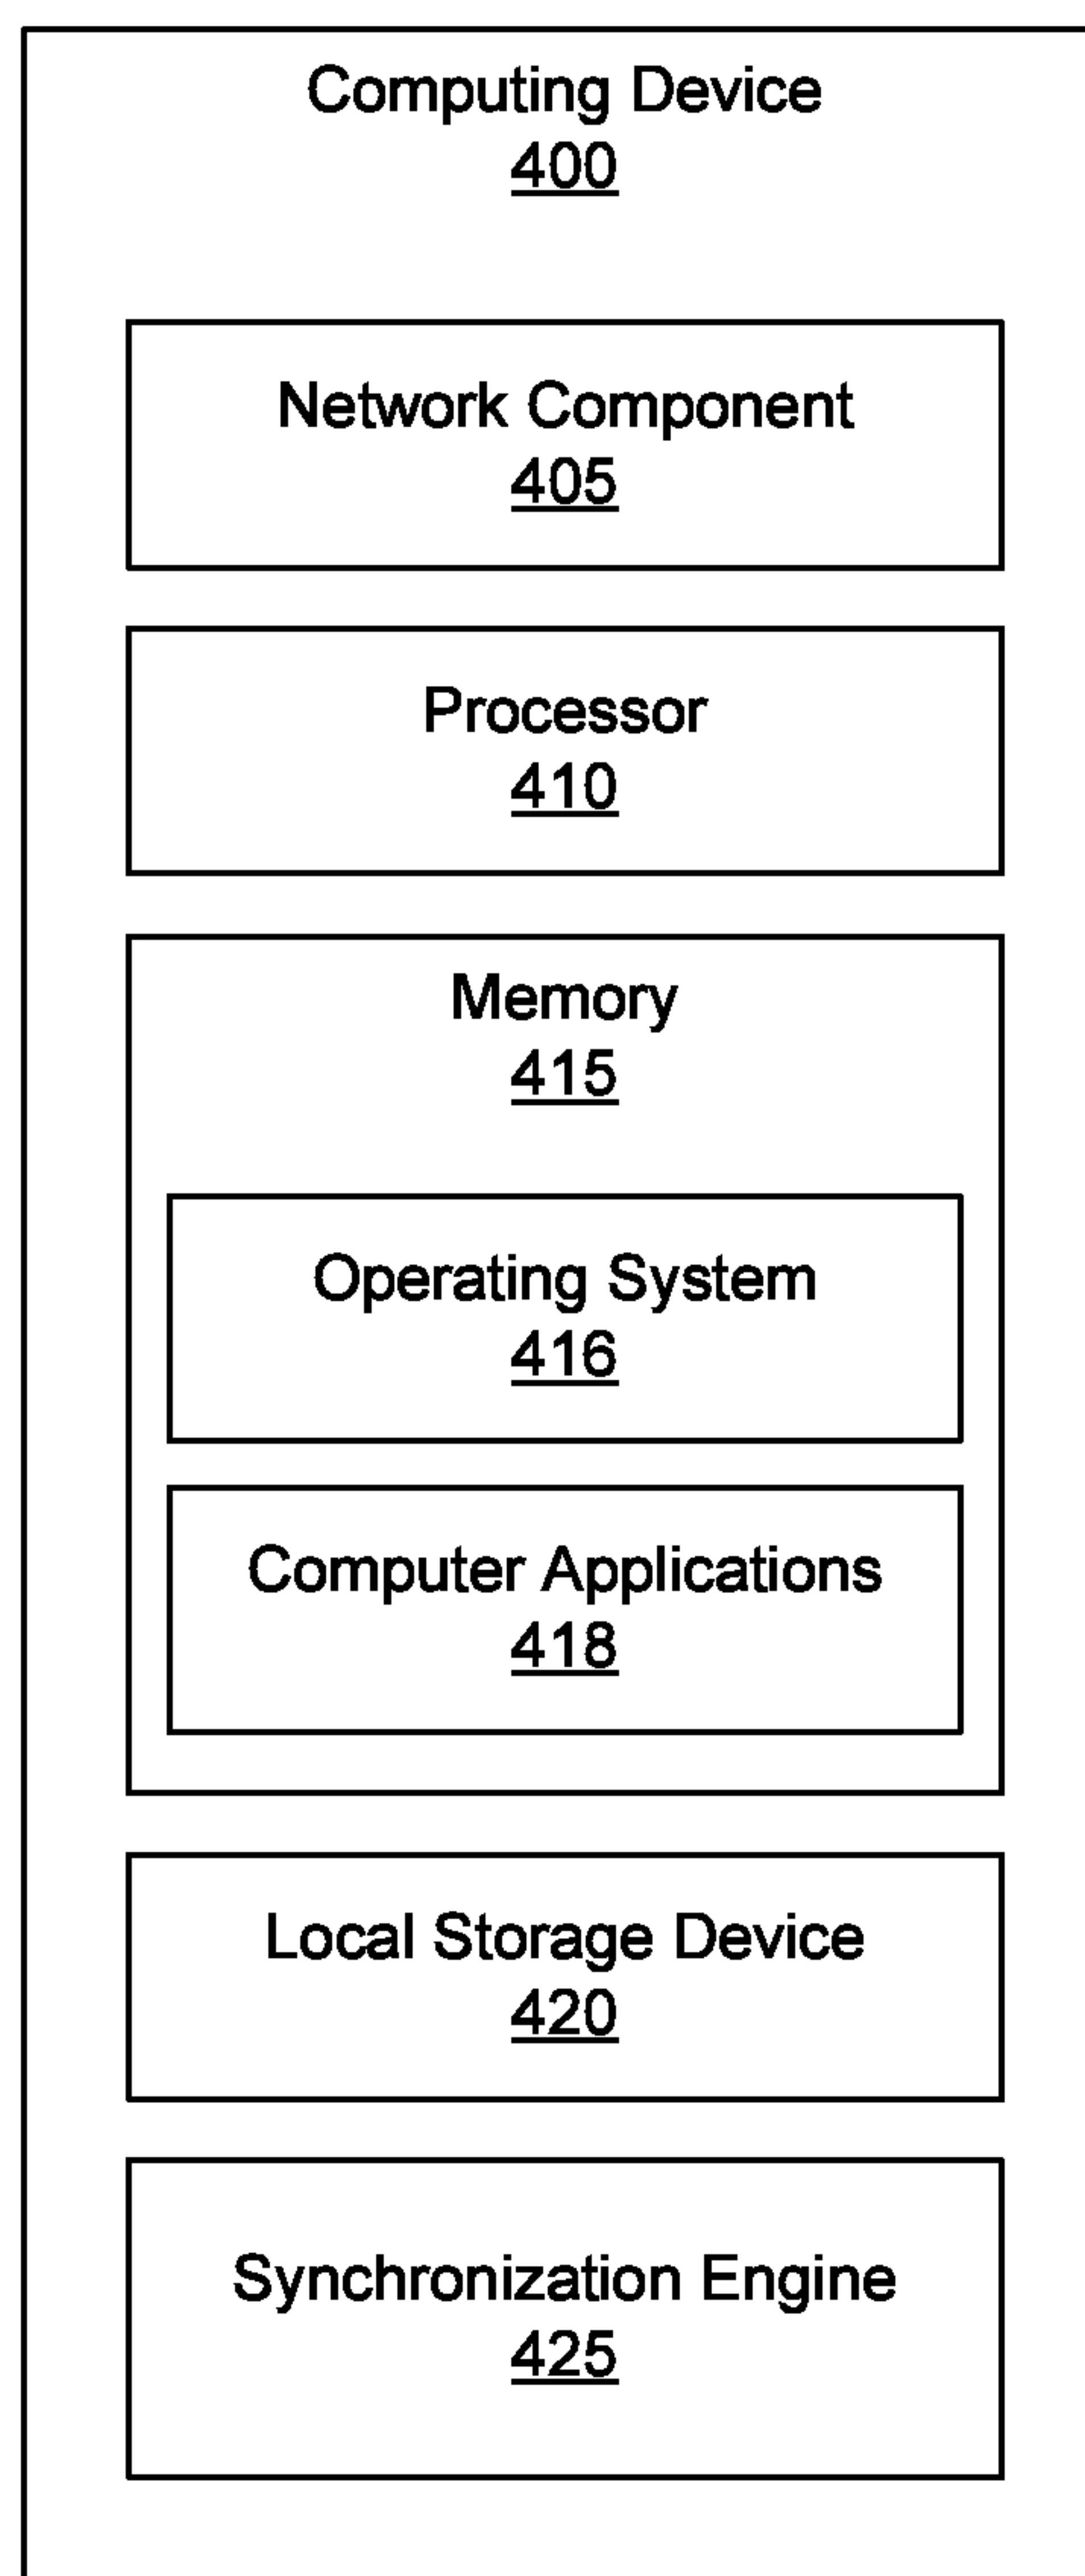 Computing Device
400
Network Component
405
Processor
410
Memory
415
Operating System
416
Computer Applications
418
Local Storage Device
420
Synchronization Engine
425